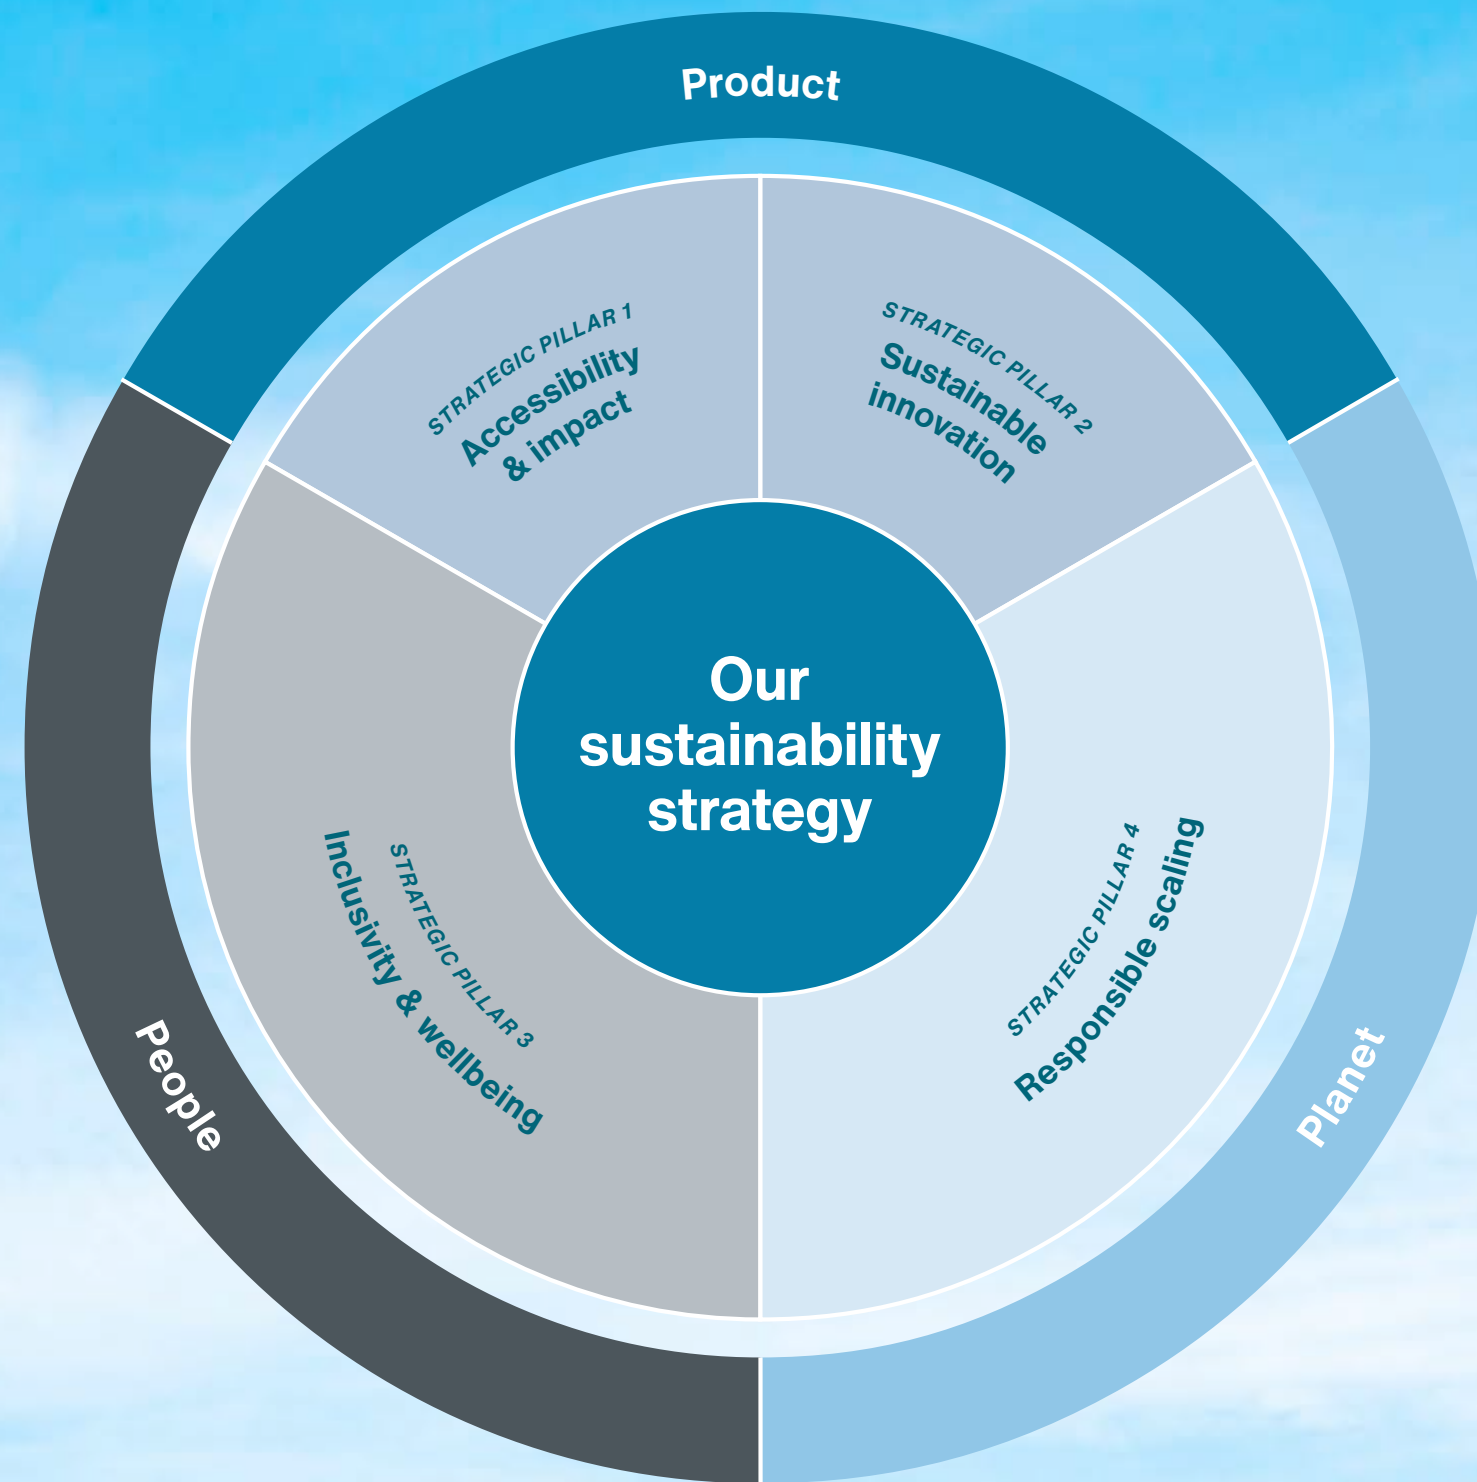 Product
STRATEGIC PILLAR 1
Accessibility
& impact
STRATEGIC PILLAR 2
Sustainable
innovation
Our
sustainability
strategy
STRATEGIC PILLAR 3
Inclusivity & wellbeing
STRATEGIC PILLAR 4
Responsible scaling
People
Planet